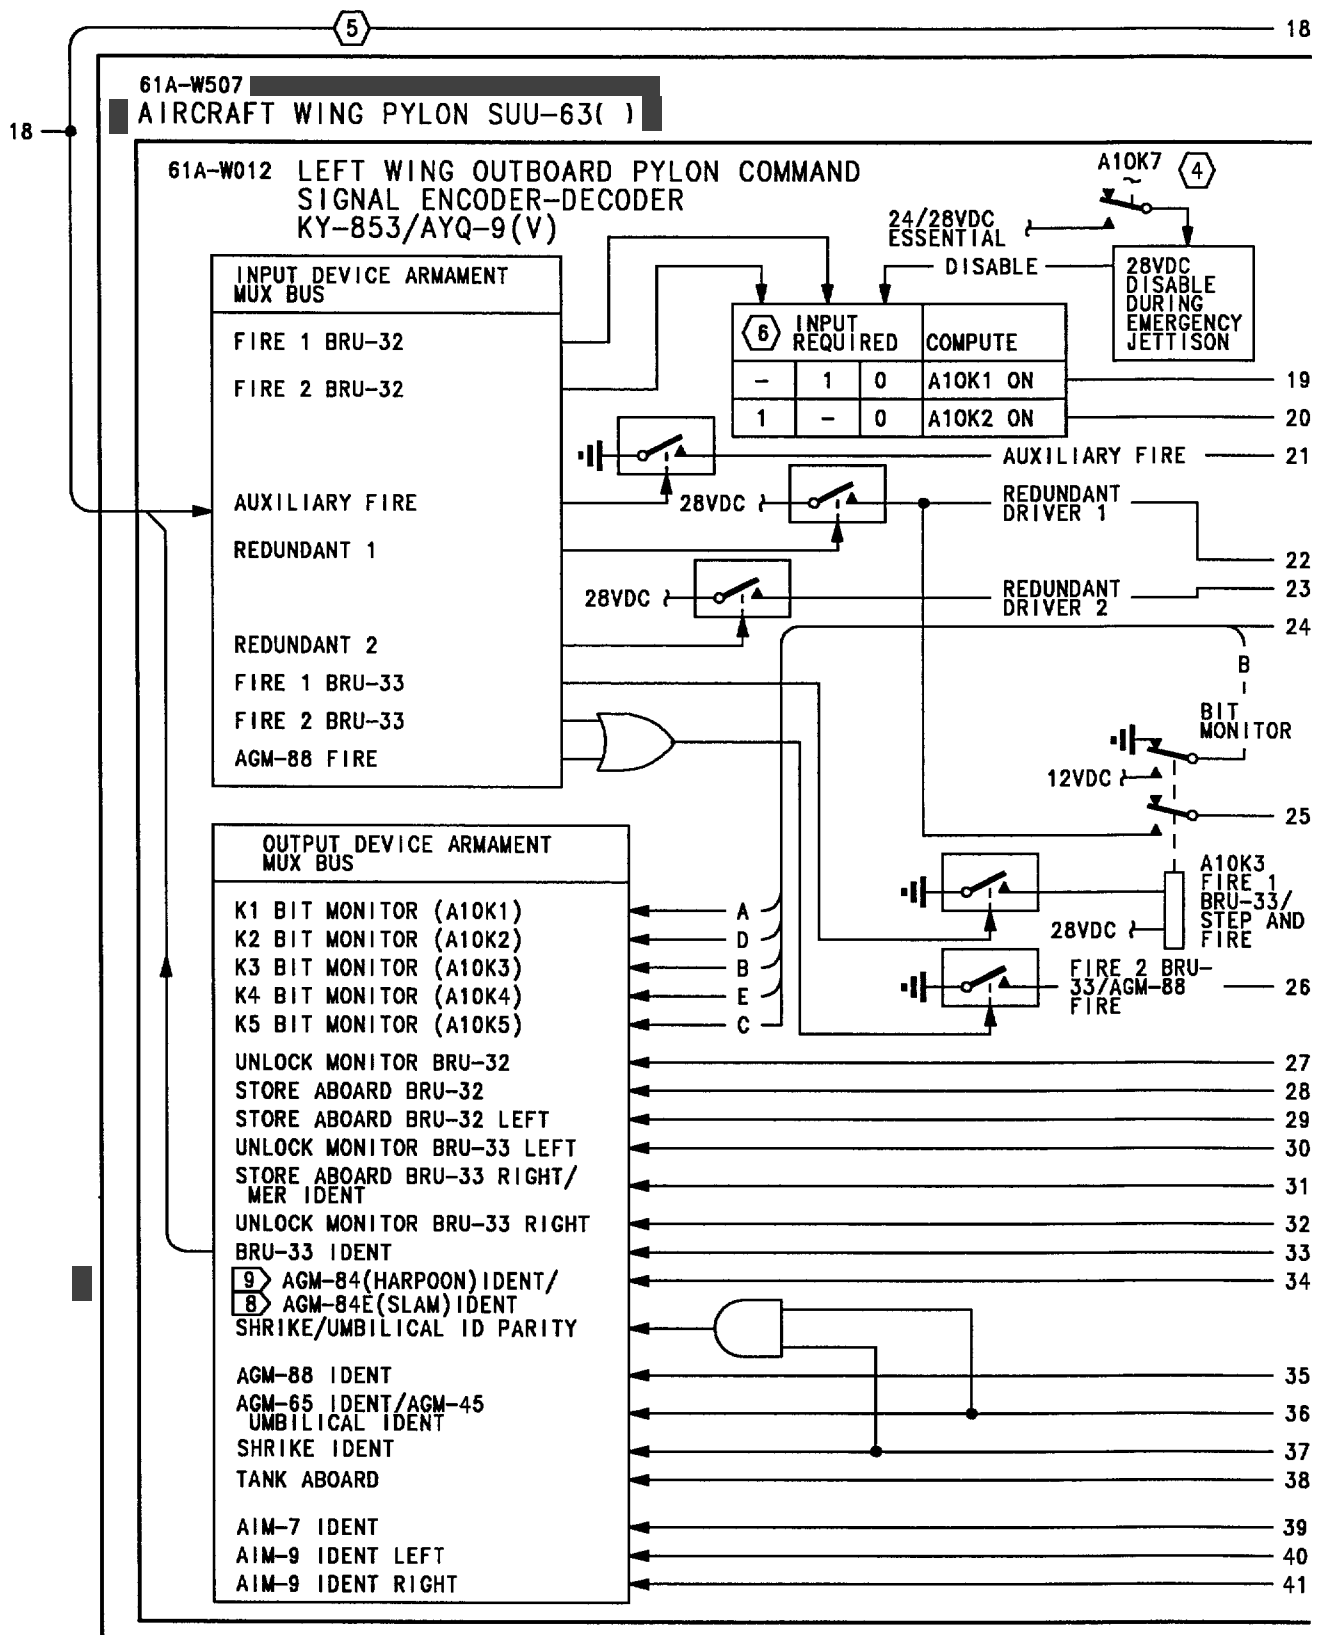 5
18
61A-W507
AIRCRAFT WING PYLON SUU-63( )
18
61A-W012 LEFT WING OUTBOARD PYLON COMMAND
SIGNAL ENCODER-DECODER
KY-853/AYQ-9(V)
A10K7
4
24/28VDC
ESSENTIAL
DISABLE
28VDC
DISABLE
DURING
EMERGENCY
JETTISON
INPUT DEVICE ARMAMENT
MUX BUS
FIRE 1 BRU-32
FIRE 2 BRU-32
AUXILIARY FIRE
REDUNDANT 1
REDUNDANT 2
FIRE 1 BRU-33
FIRE 2 BRU-33
AGM-88 FIRE
6
INPUT
REQUIRED
COMPUTE
- 1 0 A10K1 ON
19
1 - 0 A10K2 ON
20
AUXILIARY FIRE
21
28VDC
REDUNDANT
DRIVER 1
22
28VDC
REDUNDANT
DRIVER 2
23
24
B
BIT
MONITOR
12VDC
25
A10K3
FIRE 1
BRU-33/
STEP AND
FIRE
28VDC
FIRE 2 BRU-
33/AGM-88
FIRE
26
OUTPUT DEVICE ARMAMENT
MUX BUS
K1 BIT MONITOR (A10K1)
A
K2 BIT MONITOR (A10K2)
D
K3 BIT MONITOR (A10K3)
B
K4 BIT MONITOR (A10K4)
E
K5 BIT MONITOR (A10K5)
C
UNLOCK MONITOR BRU-32
27
STORE ABOARD BRU-32
28
STORE ABOARD BRU-32 LEFT
29
UNLOCK MONITOR BRU-33 LEFT
30
STORE ABOARD BRU-33 RIGHT/
MER IDENT
31
UNLOCK MONITOR BRU-33 RIGHT
32
BRU-33 IDENT
33
9 AGM-84(HARPOON)IDENT/
34
8 AGM-84E(SLAM)IDENT
SHRIKE/UMBILICAL ID PARITY
AGM-88 IDENT
35
AGM-65 IDENT/AGM-45
UMBILICAL IDENT
36
SHRIKE IDENT
37
TANK ABOARD
38
AIM-7 IDENT
39
AIM-9 IDENT LEFT
40
AIM-9 IDENT RIGHT
41